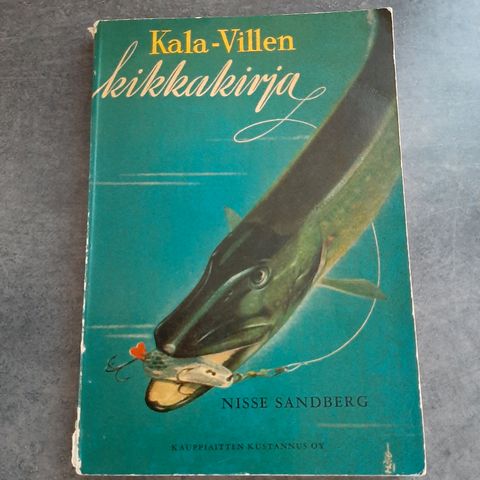 Kala-Villen
kikkakirja
NISSE SANDBERG
KAUPPIAITTEN KUSTANNUS OY